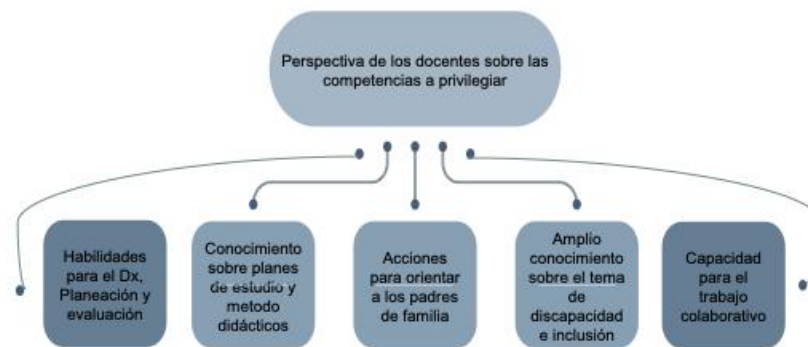 Perspectiva de los docentes sobre las
competencias a privilegiar
Habilidades
para el Dx,
Planeación y
evaluación
Conocimiento
sobre planes
de estudio y
metodo
didácticos
Acciones
para orientar
a los padres
de familia
Amplio
conocimiento
sobre el tema
de
discapacidad
e inclusión
Capacidad
para el
trabajo
colaborativo